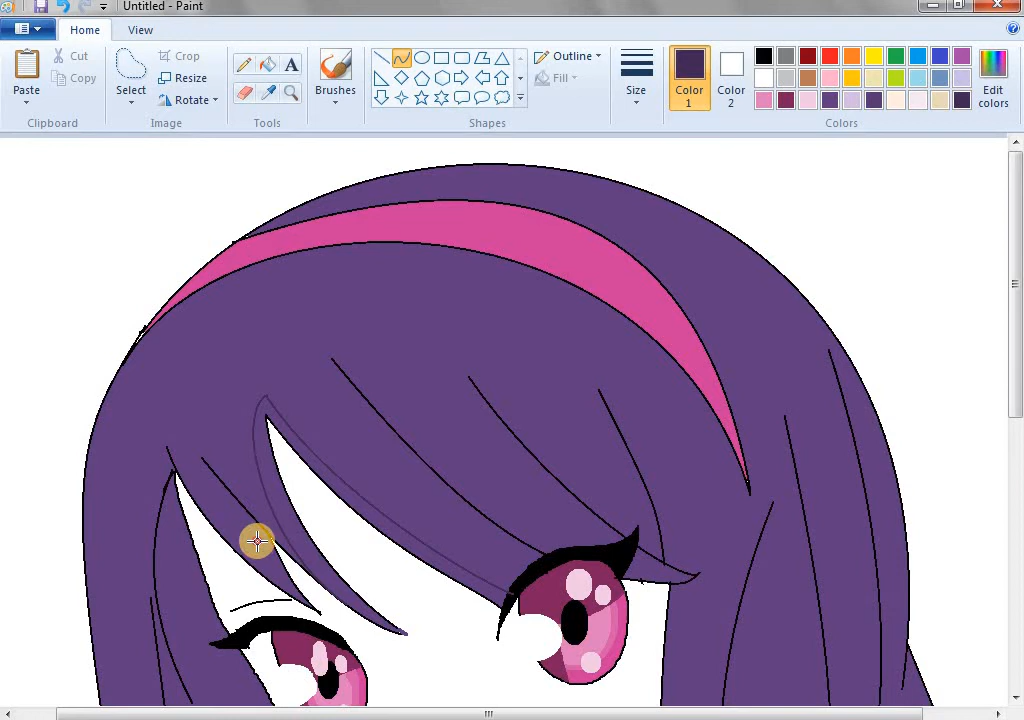 Untitled - Paint
Home View
Paste
Cut
Copy
Clipboard
Select
Crop
Resize
Rotate
Image
A
Tools
Brushes
Shapes
Outline
Fill
Size
Color 1
Color 2
Edit colors
Colors